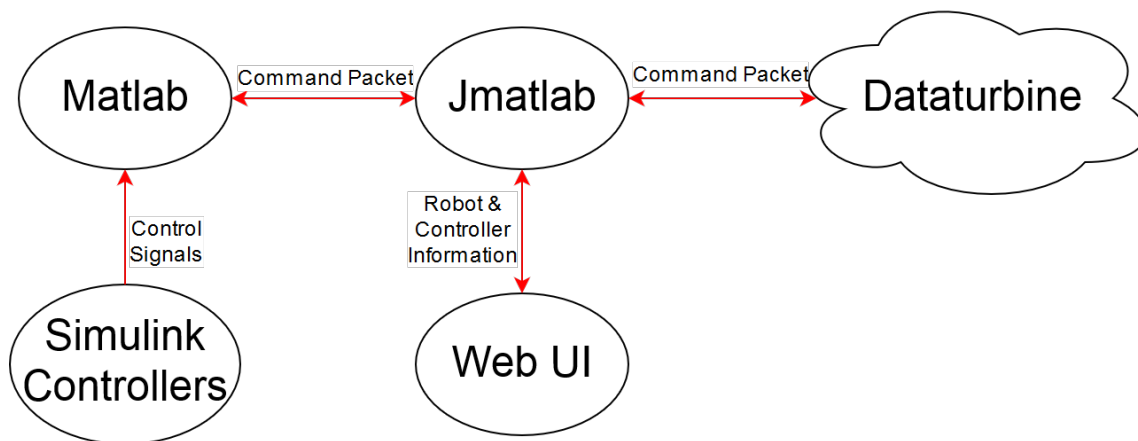 Matlab
Command Packet
Jmatlab
Command Packet
Dataturbine
Control
Signals
Robot &
Controller
Information
Simulink
Controllers
Web UI